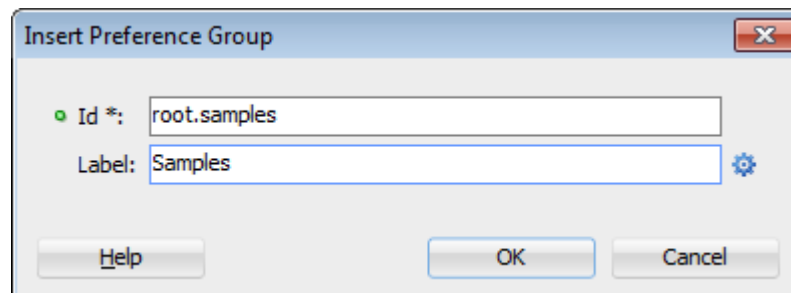 Insert Preference Group
Id *: root.samples
Label: Samples
Help OK Cancel